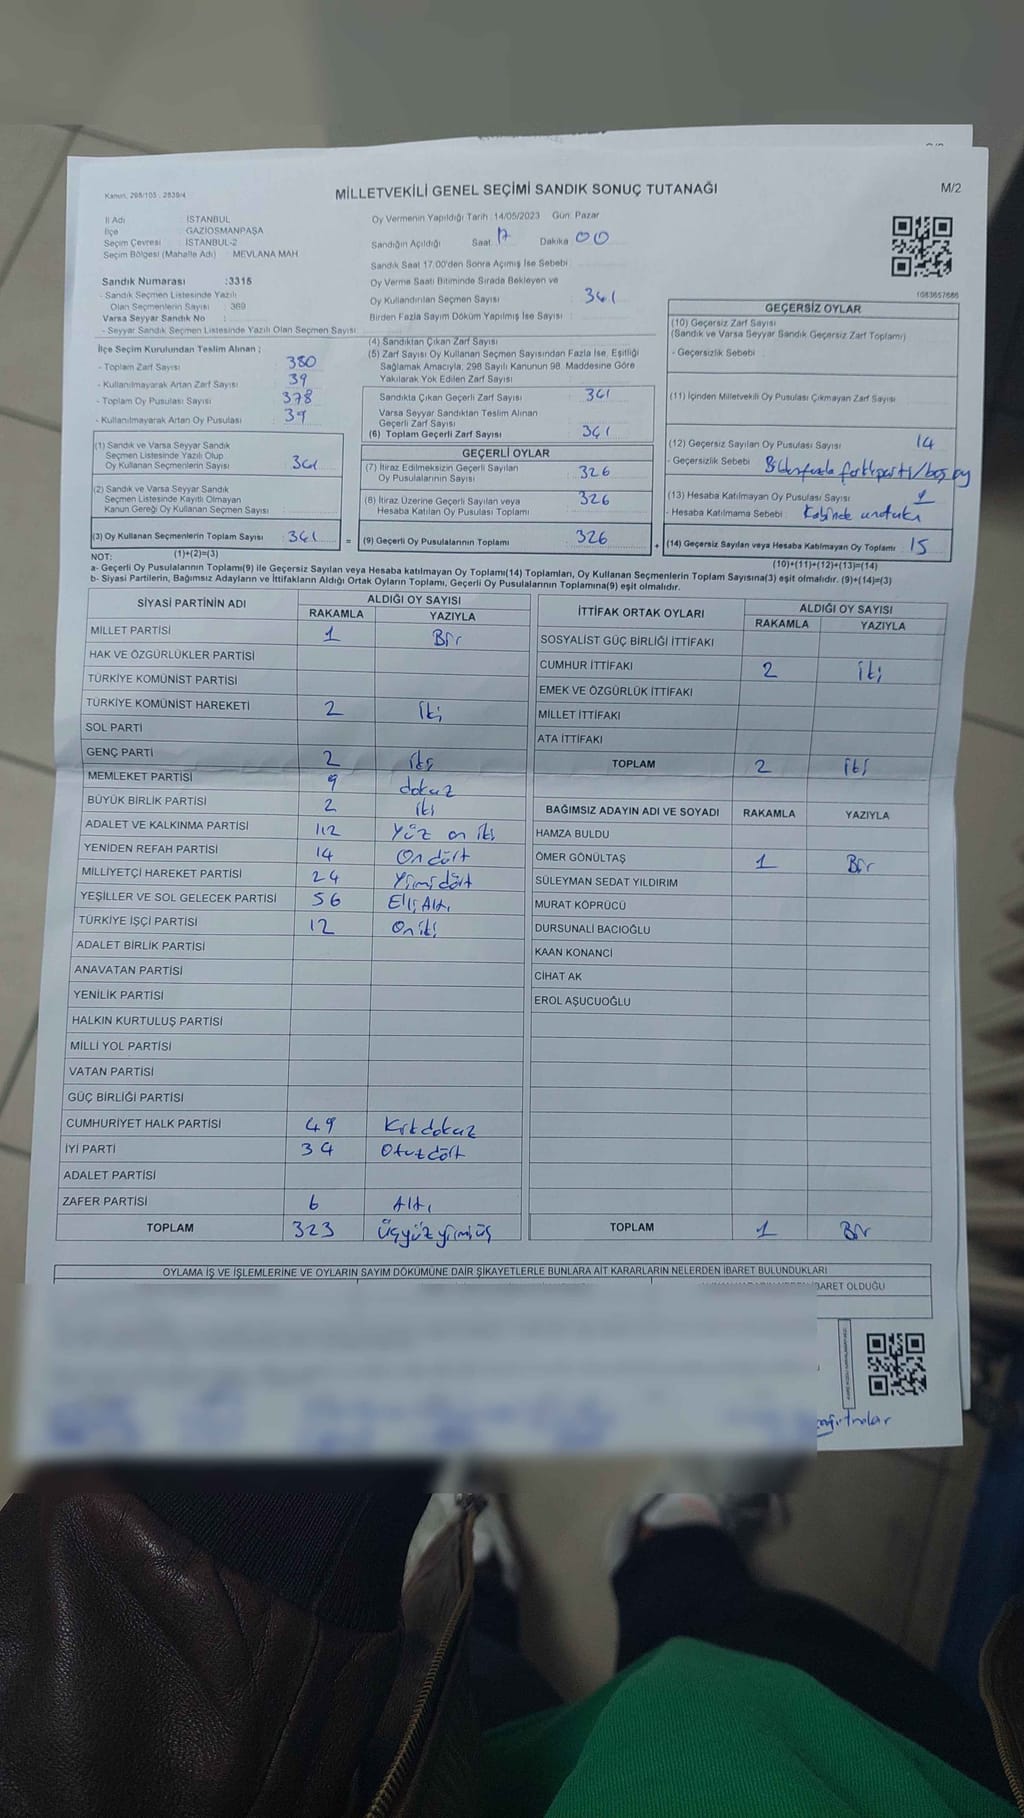 Kanun, 298/105 - 2839/4
MİLLETVEKİLİ GENEL SEÇİMİ SANDIK SONUÇ TUTANAĞI
M/2
İl Adı : İSTANBUL
İlçe : GAZİOSMANPAŞA
Seçim Çevresi : İSTANBUL-2
Seçim Bölgesi (Mahalle Adı) : MEVLANA MAH
Oy Vermenin Yapıldığı Tarih :14/05/2023 Gün: Pazar
Sandığın Açıldığı Saat: 17 Dakika: 00
Sandık Saat 17.00'den Sonra Açımış İse Sebebi :
Oy Verme Saati Bitiminde Sırada Bekleyen ve
Oy Kullandırılan Seçmen Sayısı : 341
Birden Fazla Sayım Döküm Yapılmış İse Sayısı :
Sandık Numarası :3315
- Sandık Seçmen Listesinde Yazılı
Olan Seçmenlerin Sayısı : 369
Varsa Seyyar Sandık No :
- Seyyar Sandık Seçmen Listesinde Yazılı Olan Seçmen Sayısı :
1683657686
İlçe Seçim Kurulundan Teslim Alınan ;
- Toplam Zarf Sayısı : 380
- Kullanılmayarak Artan Zarf Sayısı : 39
- Toplam Oy Pusulası Sayısı : 378
- Kullanılmayarak Artan Oy Pusulası : 37
(1) Sandık ve Varsa Seyyar Sandık
Seçmen Listesinde Yazılı Olup
Oy Kullanan Seçmenlerin Sayısı : 341
(2) Sandık ve Varsa Seyyar Sandık
Seçmen Listesinde Kayıtlı Olmayan
Kanun Gereği Oy Kullanan Seçmen Sayısı :
(3) Oy Kullanan Seçmenlerin Toplam Sayısı : 341 =
(4) Sandıktan Çıkan Zarf Sayısı :
(5) Zarf Sayısı Oy Kullanan Seçmen Sayısından Fazla İse, Eşitliği
Sağlamak Amacıyla, 298 Sayılı Kanunun 98. Maddesine Göre
Yakılarak Yok Edilen Zarf Sayısı :
Sandıkta Çıkan Geçerli Zarf Sayısı : 341
Varsa Seyyar Sandıktan Teslim Alınan
Geçerli Zarf Sayısı :
(6) Toplam Geçerli Zarf Sayısı : 341
GEÇERLİ OYLAR
(7) İtiraz Edilmeksizin Geçerli Sayılan
Oy Pusulalarının Sayısı : 326
(8) İtiraz Üzerine Geçerli Sayılan veya
Hesaba Katılan Oy Pusulası Toplamı : 326
(9) Geçerli Oy Pusulalarının Toplamı : 326 +
GEÇERSİZ OYLAR
(10) Geçersiz Zarf Sayısı :
(Sandık ve Varsa Seyyar Sandık Geçersiz Zarf Toplamı)
- Geçersizlik Sebebi :
(11) İçinden Milletvekili Oy Pusulası Çıkmayan Zarf Sayısı :
(12) Geçersiz Sayılan Oy Pusulası Sayısı : 14
- Geçersizlik Sebebi : farklı parti/boş oy
(13) Hesaba Katılmayan Oy Pusulası Sayısı : 1
- Hesaba Katılmama Sebebi : Kabinde
(14) Geçersiz Sayılan veya Hesaba Katılmayan Oy Toplamı : 15
NOT: (1)+(2)=(3) (10)+(11)+(12)+(13)=(14)
a- Geçerli Oy Pusulaları Toplamı(9) ile Geçersiz Sayılan veya Hesaba katılmayan Oy Toplamı(14) Toplamları, Oy Kullanan Seçmenlerin Toplam Sayısına(3) eşit olmalıdır. (9)+(14)=(3)
b- Siyasi Partilerin, Bağımsız Adayların ve İttifakların Aldığı Ortak Oyların Toplamı, Geçerli Oy Pusulalarının Toplamına(9) eşit olmalıdır.
SİYASİ PARTİNİN ADI ALDIĞI OY SAYISI
RAKAMLA YAZIYLA
MİLLET PARTİSİ 1 Bir
HAK VE ÖZGÜRLÜKLER PARTİSİ
TÜRKİYE KOMÜNİST PARTİSİ
TÜRKİYE KOMÜNİST HAREKETİ 2 İki
SOL PARTİ
GENÇ PARTİ 2 iki
MEMLEKET PARTİSİ 9 dokuz
BÜYÜK BİRLİK PARTİSİ 2 iki
ADALET VE KALKINMA PARTİSİ 112 Yüz on iki
YENİDEN REFAH PARTİSİ 14 On dört
MİLLİYETÇİ HAREKET PARTİSİ 24 Yirmi dört
YEŞİLLER VE SOL GELECEK PARTİSİ 56 Elli Altı
TÜRKİYE İŞÇİ PARTİSİ 12 On iki
ADALET BİRLİK PARTİSİ
ANAVATAN PARTİSİ
YENİLİK PARTİSİ
HALKIN KURTULUŞ PARTİSİ
MİLLİ YOL PARTİSİ
VATAN PARTİSİ
GÜÇ BİRLİĞİ PARTİSİ
CUMHURİYET HALK PARTİSİ 49 Kırk dokuz
İYİ PARTİ 34 Otuz dört
ADALET PARTİSİ
ZAFER PARTİSİ 6 Altı
TOPLAM 323 Üçyüz yirmi üç
İTTİFAK ORTAK OYLARI ALDIĞI OY SAYISI
RAKAMLA YAZIYLA
SOSYALİST GÜÇ BİRLİĞİ İTTİFAKI
CUMHUR İTTİFAKI 2 İki
EMEK VE ÖZGÜRLÜK İTTİFAKI
MİLLET İTTİFAKI
ATA İTTİFAKI
TOPLAM 2 İki
BAĞIMSIZ ADAYIN ADI VE SOYADI RAKAMLA YAZIYLA
HAMZA BULDU
ÖMER GÖNÜLTAŞ 1 Bir
SÜLEYMAN SEDAT YILDIRIM
MURAT KÖPRÜCÜ
DURSUNALİ BACIOĞLU
KAAN KONANCİ
CİHAT AK
EROL AŞUCUOĞLU
TOPLAM 1 Bir
OYLAMA İŞ VE İŞLEMLERİNE VE OYLARIN SAYIM DÖKÜMÜNE DAİR ŞİKAYETLERLE BUNLARA AİT KARARLARIN NELERDEN İBARET BULUNDUKLARI
İBARET OLDUĞU